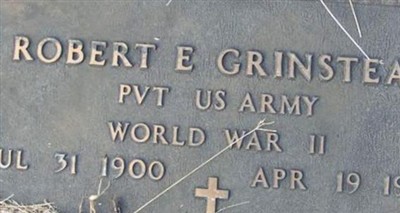 ROBERT E GRINSTEA
PVT US ARMY
WORLD WAR II
UL 31 1900 APR 19 19